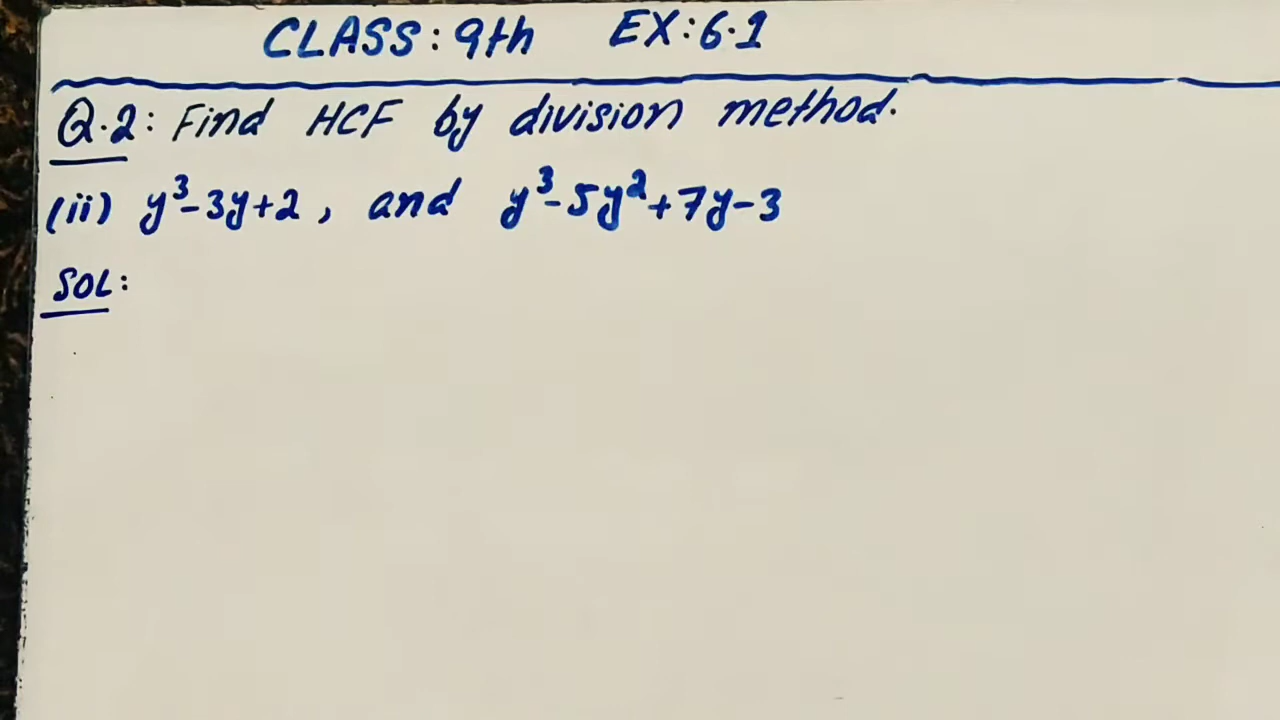 CLASS: 9th EX: 6.1
Q.2: Find HCF by division method.
(ii) y³-3y+2, and y³-5y²+7y-3
SOL: